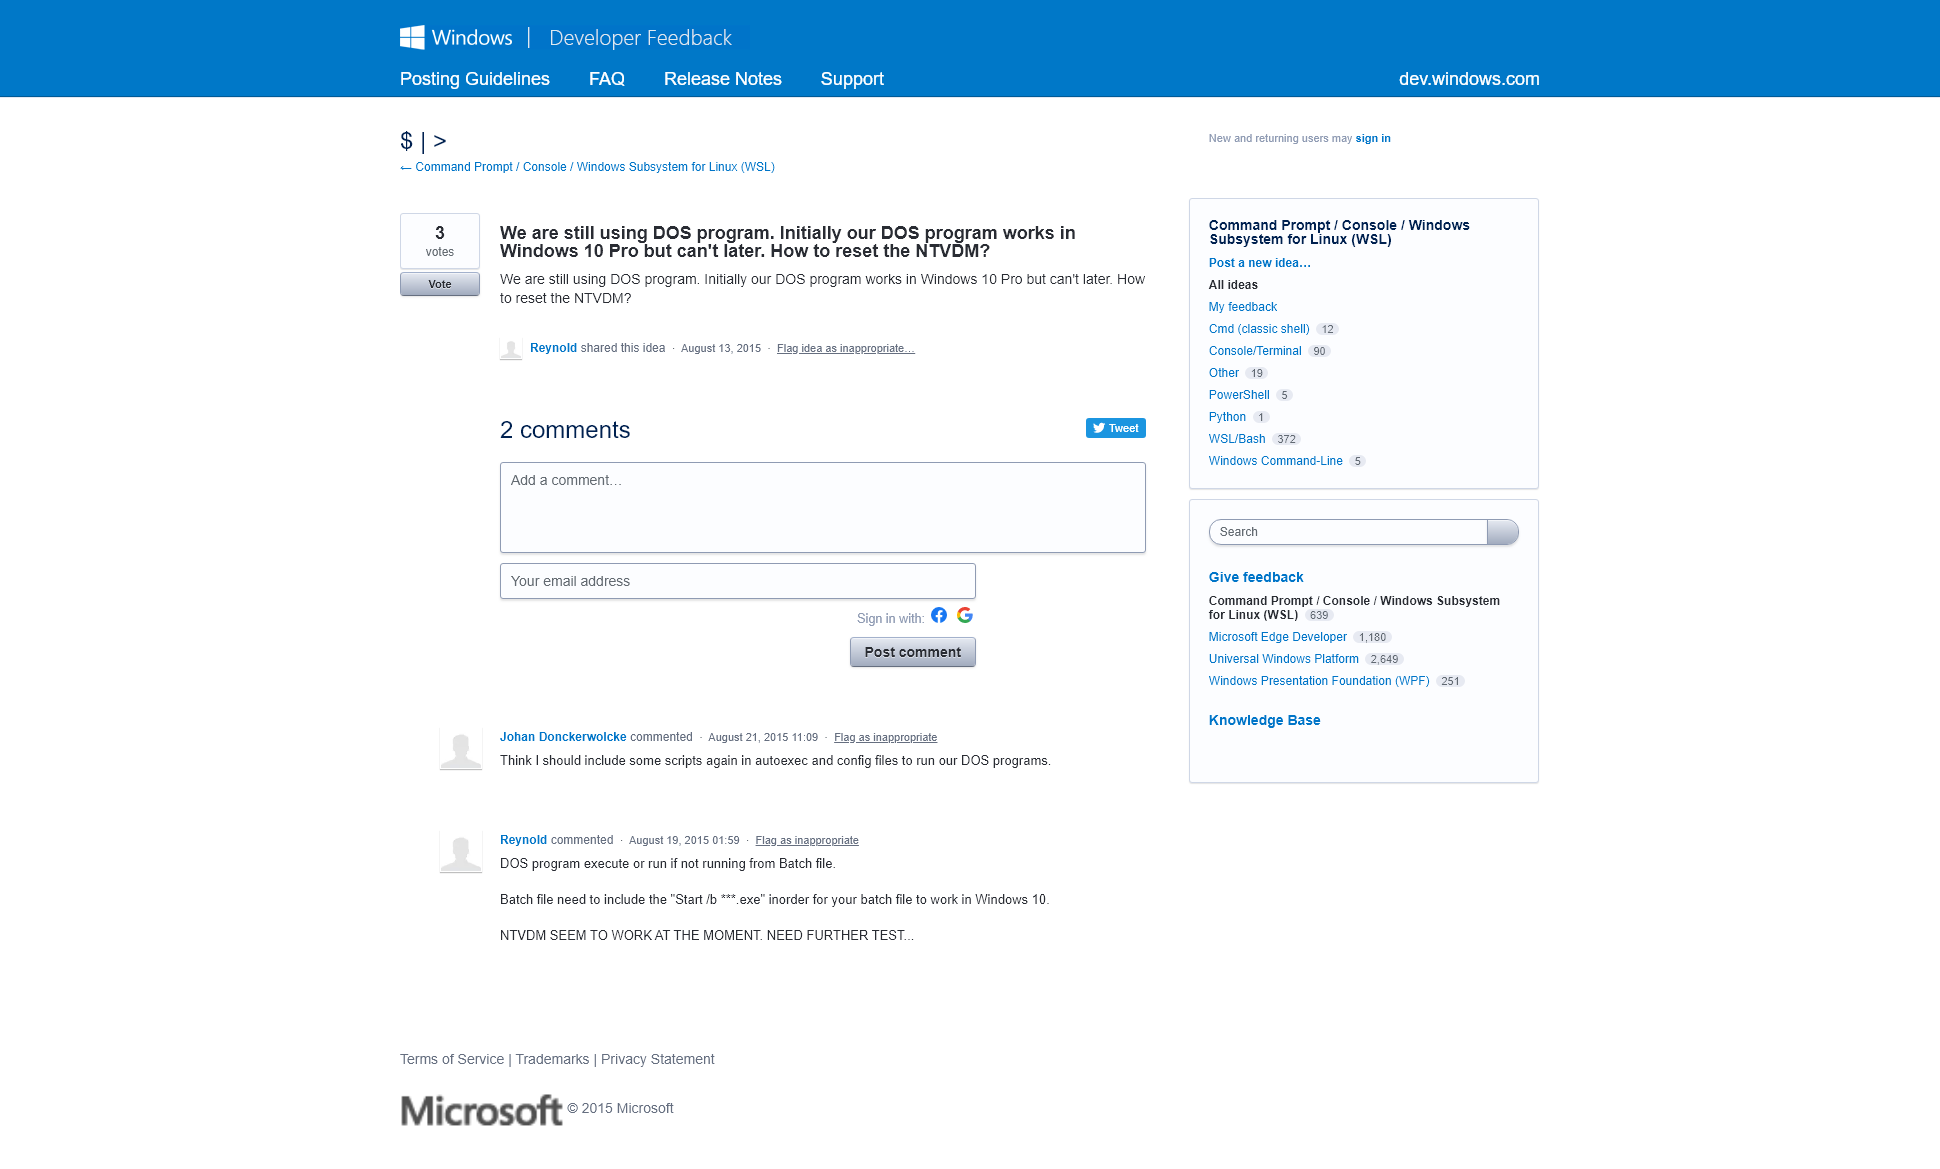 Windows | Developer Feedback
Posting Guidelines FAQ Release Notes Support dev.windows.com
$ | >
← Command Prompt / Console / Windows Subsystem for Linux (WSL)
New and returning users may sign in
3
votes
Vote
We are still using DOS program. Initially our DOS program works in
Windows 10 Pro but can't later. How to reset the NTVDM?
We are still using DOS program. Initially our DOS program works in Windows 10 Pro but can't later. How
to reset the NTVDM?
Reynold shared this idea · August 13, 2015 · Flag idea as inappropriate…
2 comments
Tweet
Add a comment…
Your email address
Sign in with:
Post comment
Johan Donckerwolcke commented · August 21, 2015 11:09 · Flag as inappropriate
Think I should include some scripts again in autoexec and config files to run our DOS programs.
Reynold commented · August 19, 2015 01:59 · Flag as inappropriate
DOS program execute or run if not running from Batch file.
Batch file need to include the "Start /b ***.exe" inorder for your batch file to work in Windows 10.
NTVDM SEEM TO WORK AT THE MOMENT. NEED FURTHER TEST...
Command Prompt / Console / Windows
Subsystem for Linux (WSL)
Post a new idea…
All ideas
My feedback
Cmd (classic shell) 12
Console/Terminal 90
Other 19
PowerShell 5
Python 1
WSL/Bash 372
Windows Command-Line 5
Search
Give feedback
Command Prompt / Console / Windows Subsystem
for Linux (WSL) 639
Microsoft Edge Developer 1,180
Universal Windows Platform 2,649
Windows Presentation Foundation (WPF) 251
Knowledge Base
Terms of Service | Trademarks | Privacy Statement
Microsoft © 2015 Microsoft